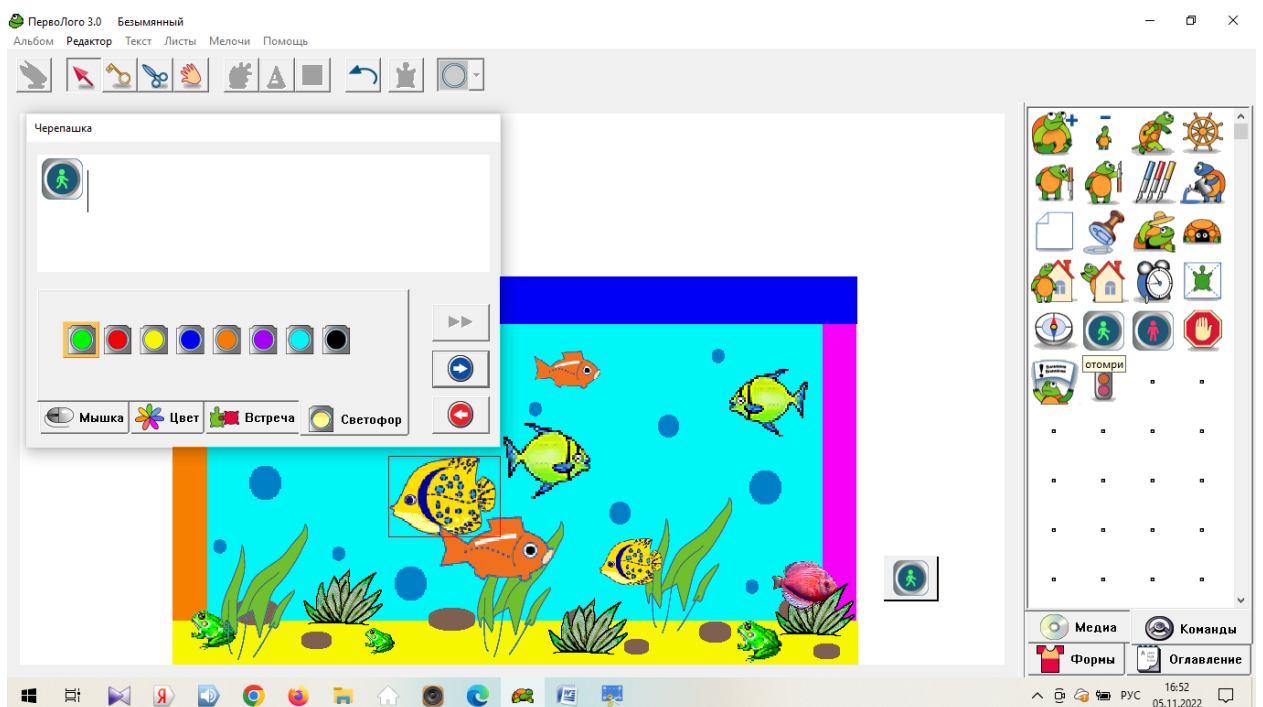 ПервоЛого 3.0 Безымянный
Альбом Редактор Текст Листы Мелочи Помощь
Черепашка
отомри
Мышка Цвет Встреча Светофор
Медиа Команды
Формы Оглавление
РУС 16:52
05.11.2022